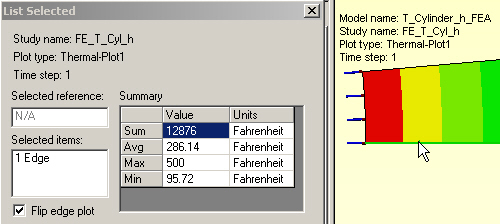 List Selected
Study name: FE_T_Cyl_h
Plot type: Thermal-Plot1
Time step: 1
Selected reference:
N/A
Selected items:
1 Edge
Flip edge plot
Summary
Value Units
Sum 12876 Fahrenheit
Avg 286.14 Fahrenheit
Max 500 Fahrenheit
Min 95.72 Fahrenheit
Model name: T_Cylinder_h_FEA
Study name: FE_T_Cyl_h
Plot type: Thermal-Plot1
Time step: 1